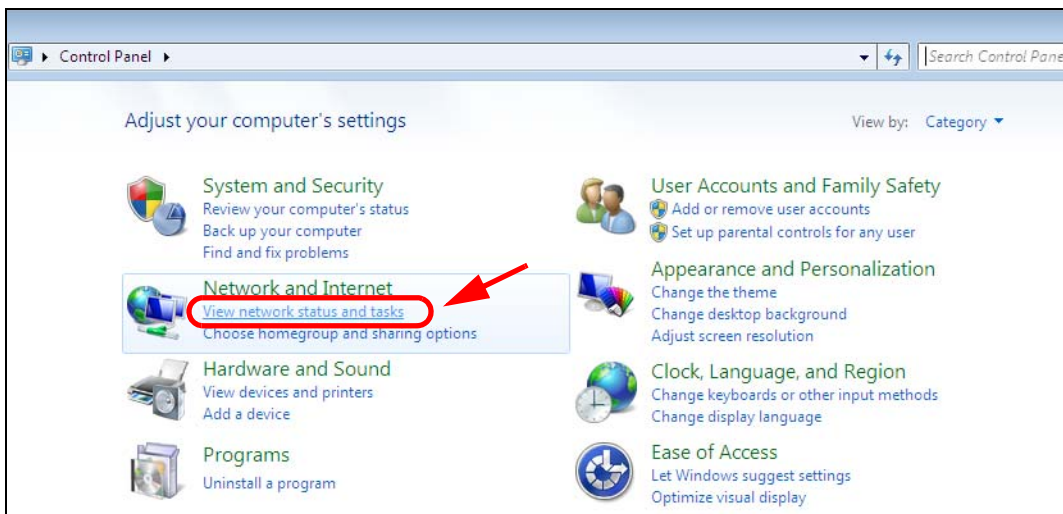 Control Panel
Search Control Pane
Adjust your computer's settings
View by: Category
System and Security
Review your computer's status
Back up your computer
Find and fix problems
Network and Internet
View network status and tasks
Choose homegroup and sharing options
Hardware and Sound
View devices and printers
Add a device
Programs
Uninstall a program
User Accounts and Family Safety
Add or remove user accounts
Set up parental controls for any user
Appearance and Personalization
Change the theme
Change desktop background
Adjust screen resolution
Clock, Language, and Region
Change keyboards or other input methods
Change display language
Ease of Access
Let Windows suggest settings
Optimize visual display